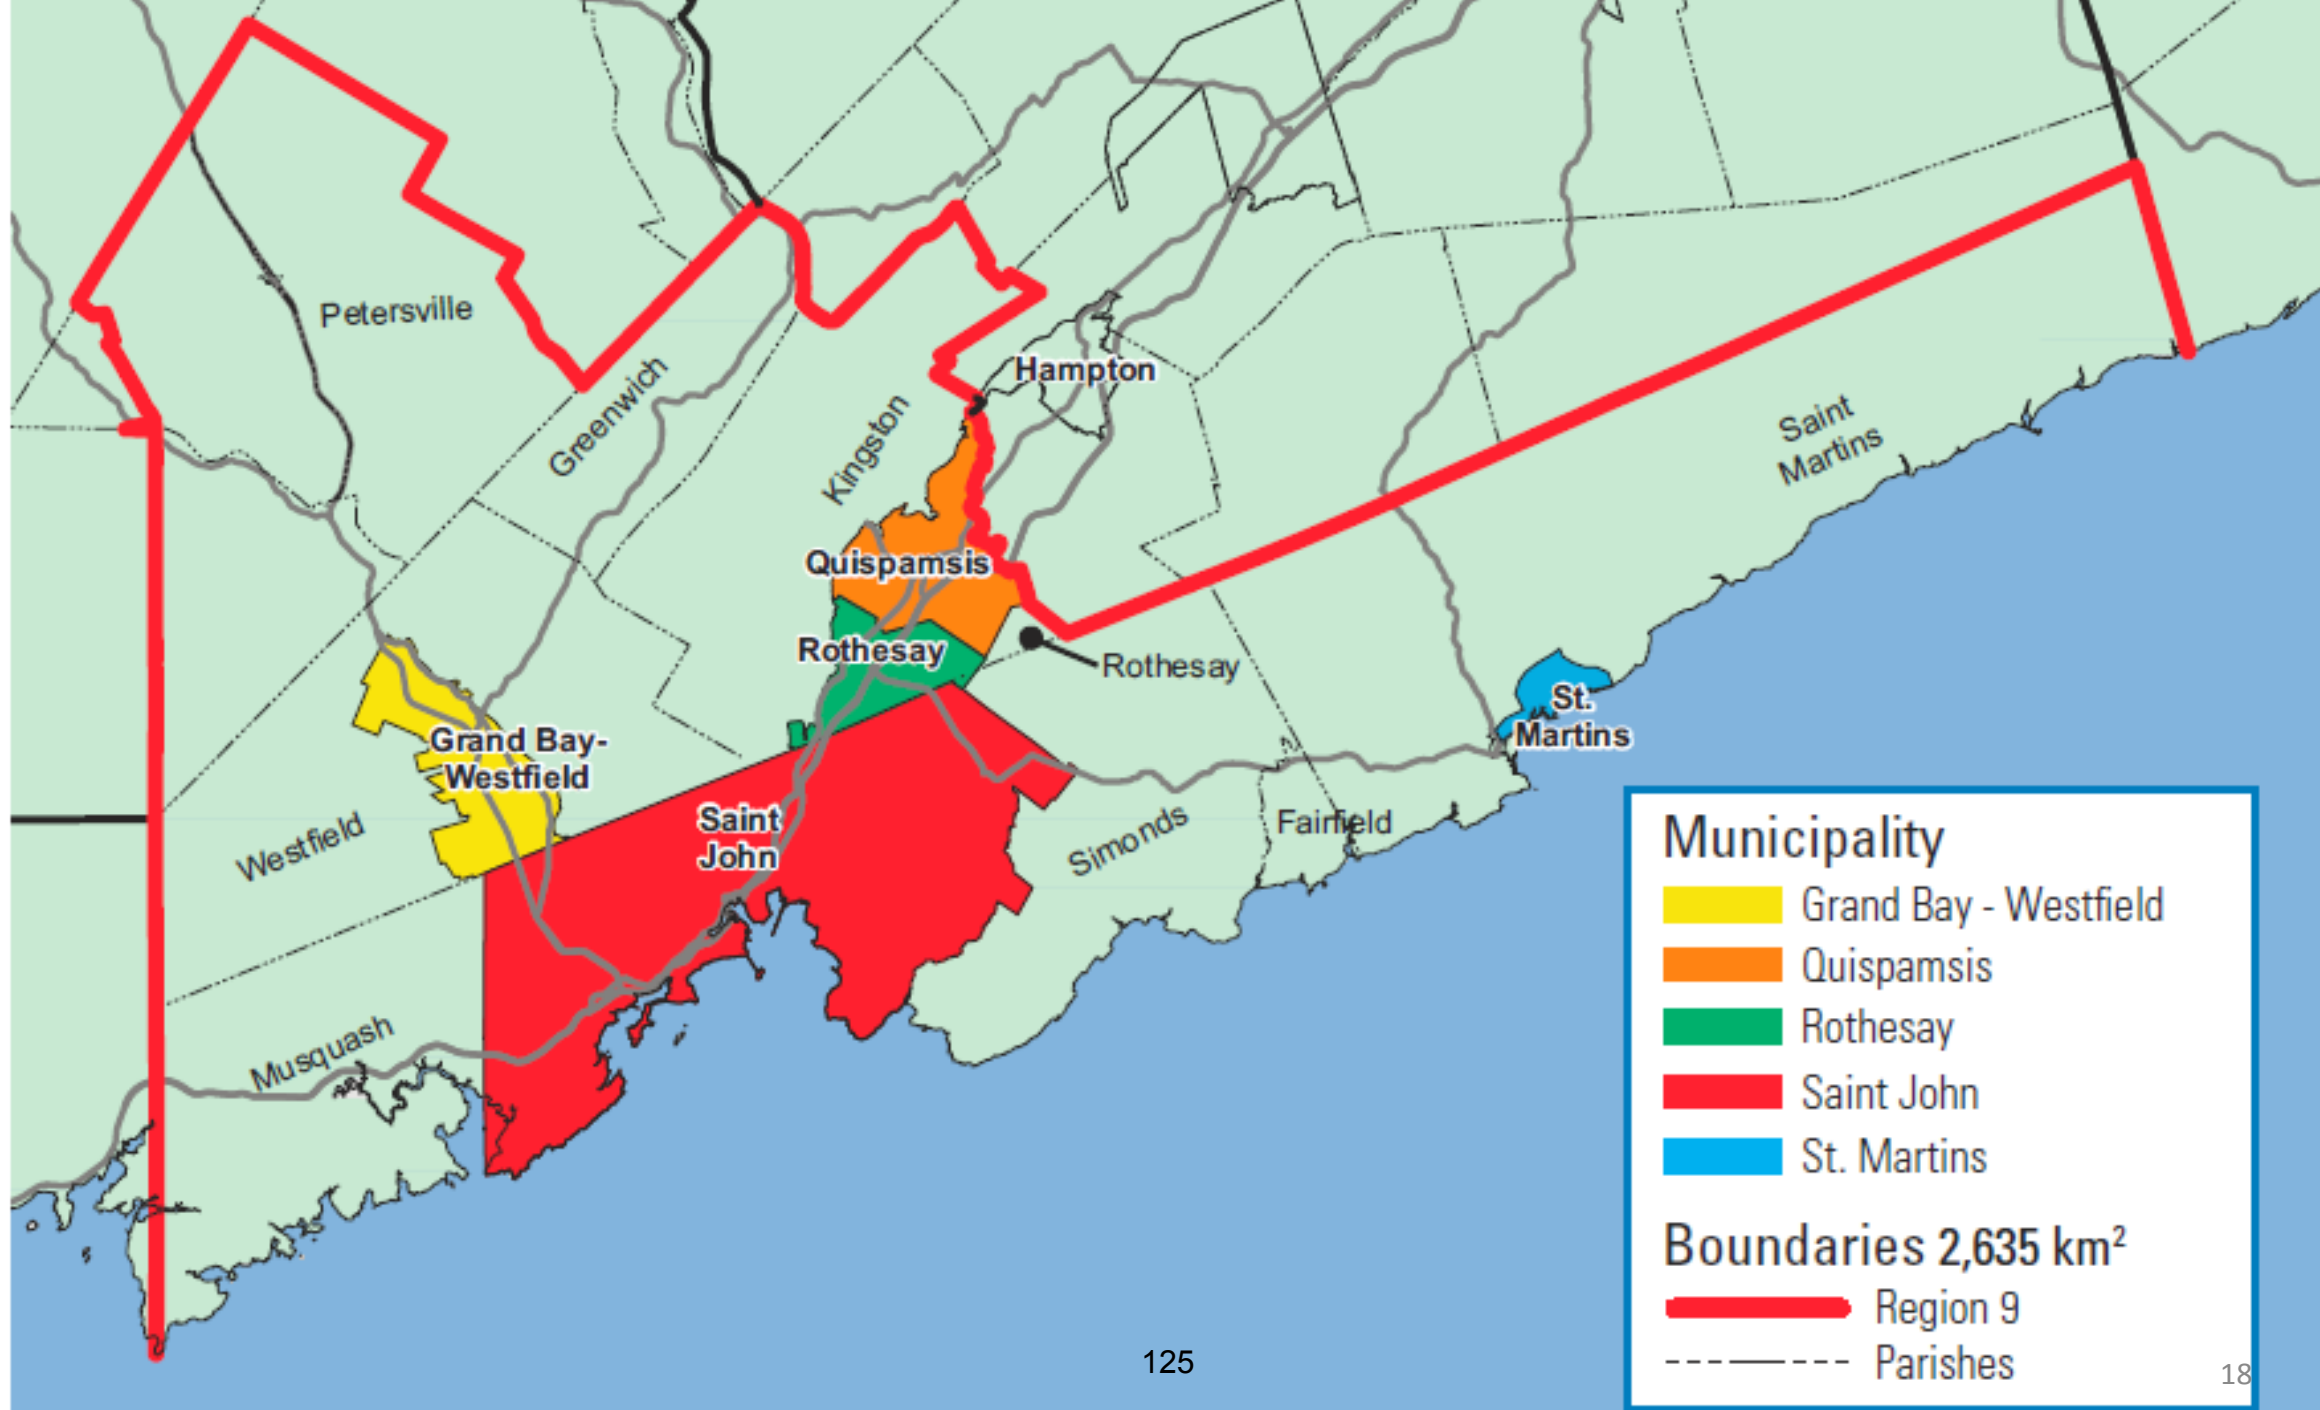 Petersville
Greenwich
Kingston
Hampton
Saint
Martins
Quispamsis
Rothesay
Rothesay
St.
Martins
Grand Bay-
Westfield
Saint
John
Westfield
Simonds
Fairfield
Musquash
Municipality
Grand Bay - Westfield
Quispamsis
Rothesay
Saint John
St. Martins
Boundaries 2,635 km²
Region 9
Parishes
125
18